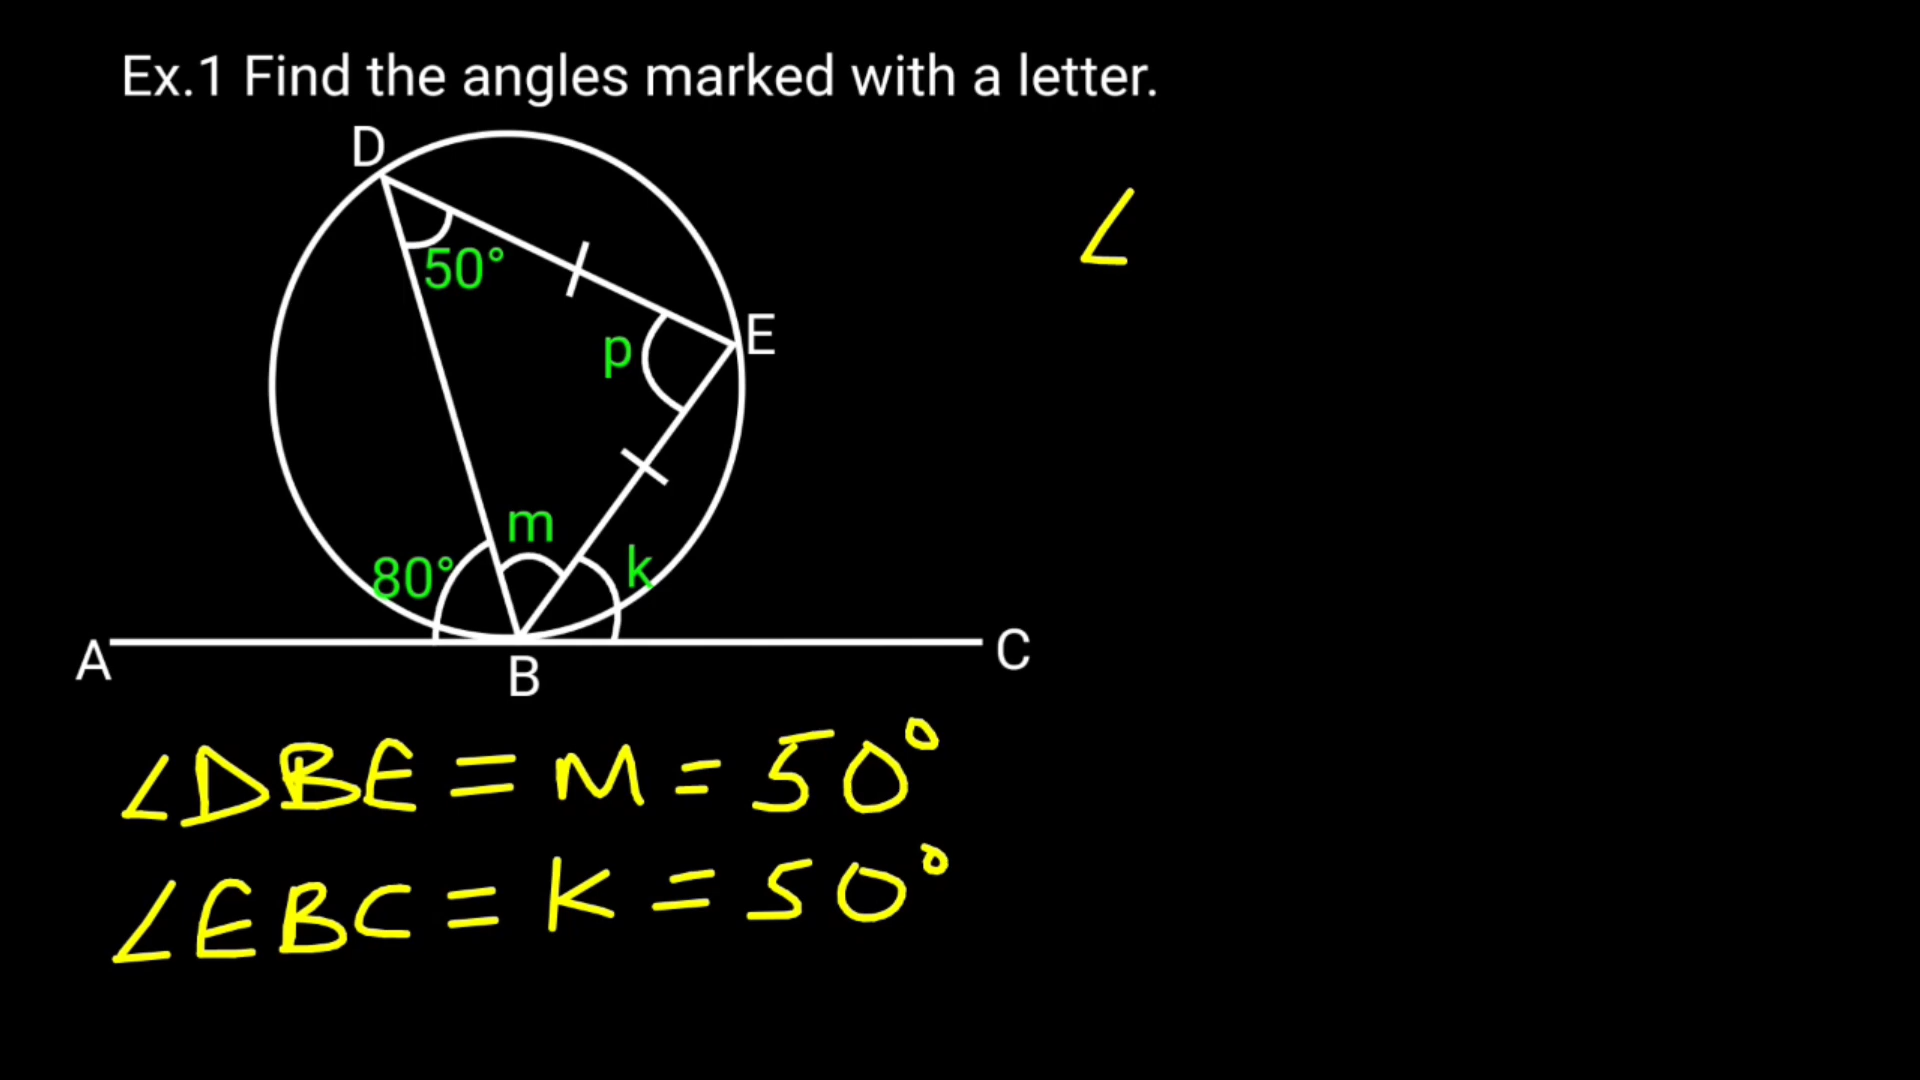 Ex.1 Find the angles marked with a letter.
D
50°
E
p
m
80°
k
A
B
C
∠DBE = M = 50°
∠EBC = K = 50°
∠